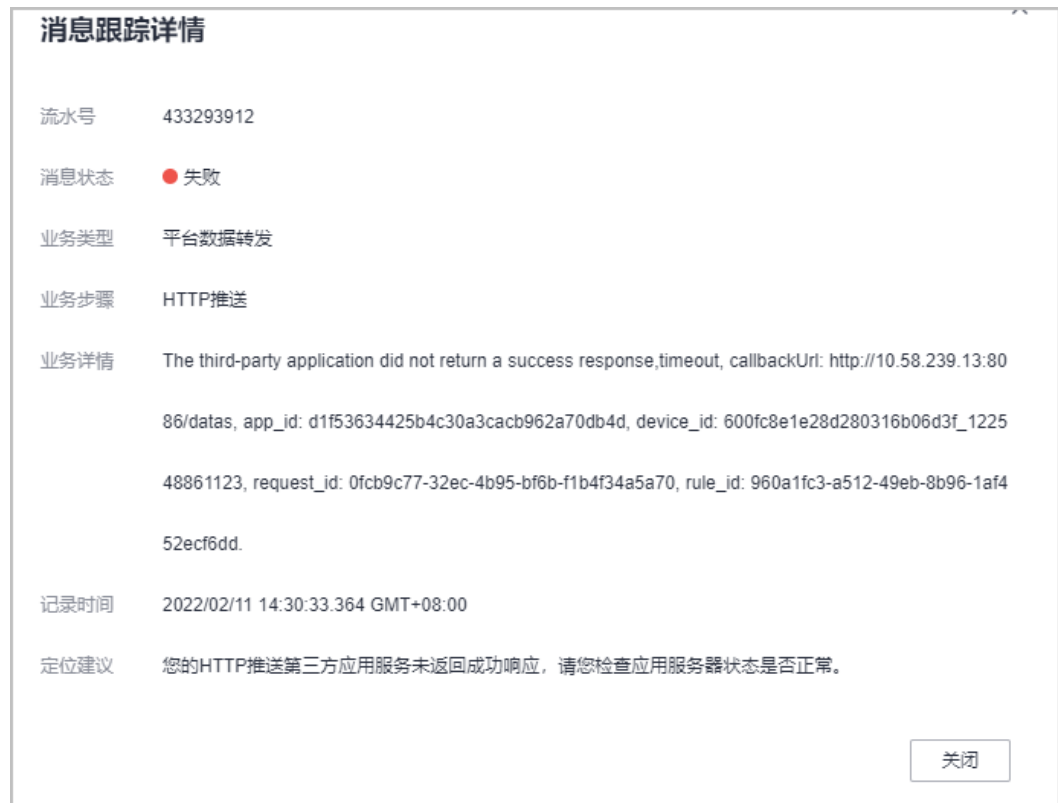 消息跟踪详情
流水号 433293912
消息状态 失败
业务类型 平台数据转发
业务步骤 HTTP推送
业务详情 The third-party application did not return a success response,timeout, callbackUrl: http://10.58.239.13:80
86/datas, app_id: d1f53634425b4c30a3cacb962a70db4d, device_id: 600fc8e1e28d280316b06d3f_1225
48861123, request_id: 0fcb9c77-32ec-4b95-bf6b-f1b4f34a5a70, rule_id: 960a1fc3-a512-49eb-8b96-1af4
52ecf6dd.
记录时间 2022/02/11 14:30:33.364 GMT+08:00
定位建议 您的HTTP推送第三方应用服务未返回成功响应，请您检查应用服务器状态是否正常。
关闭